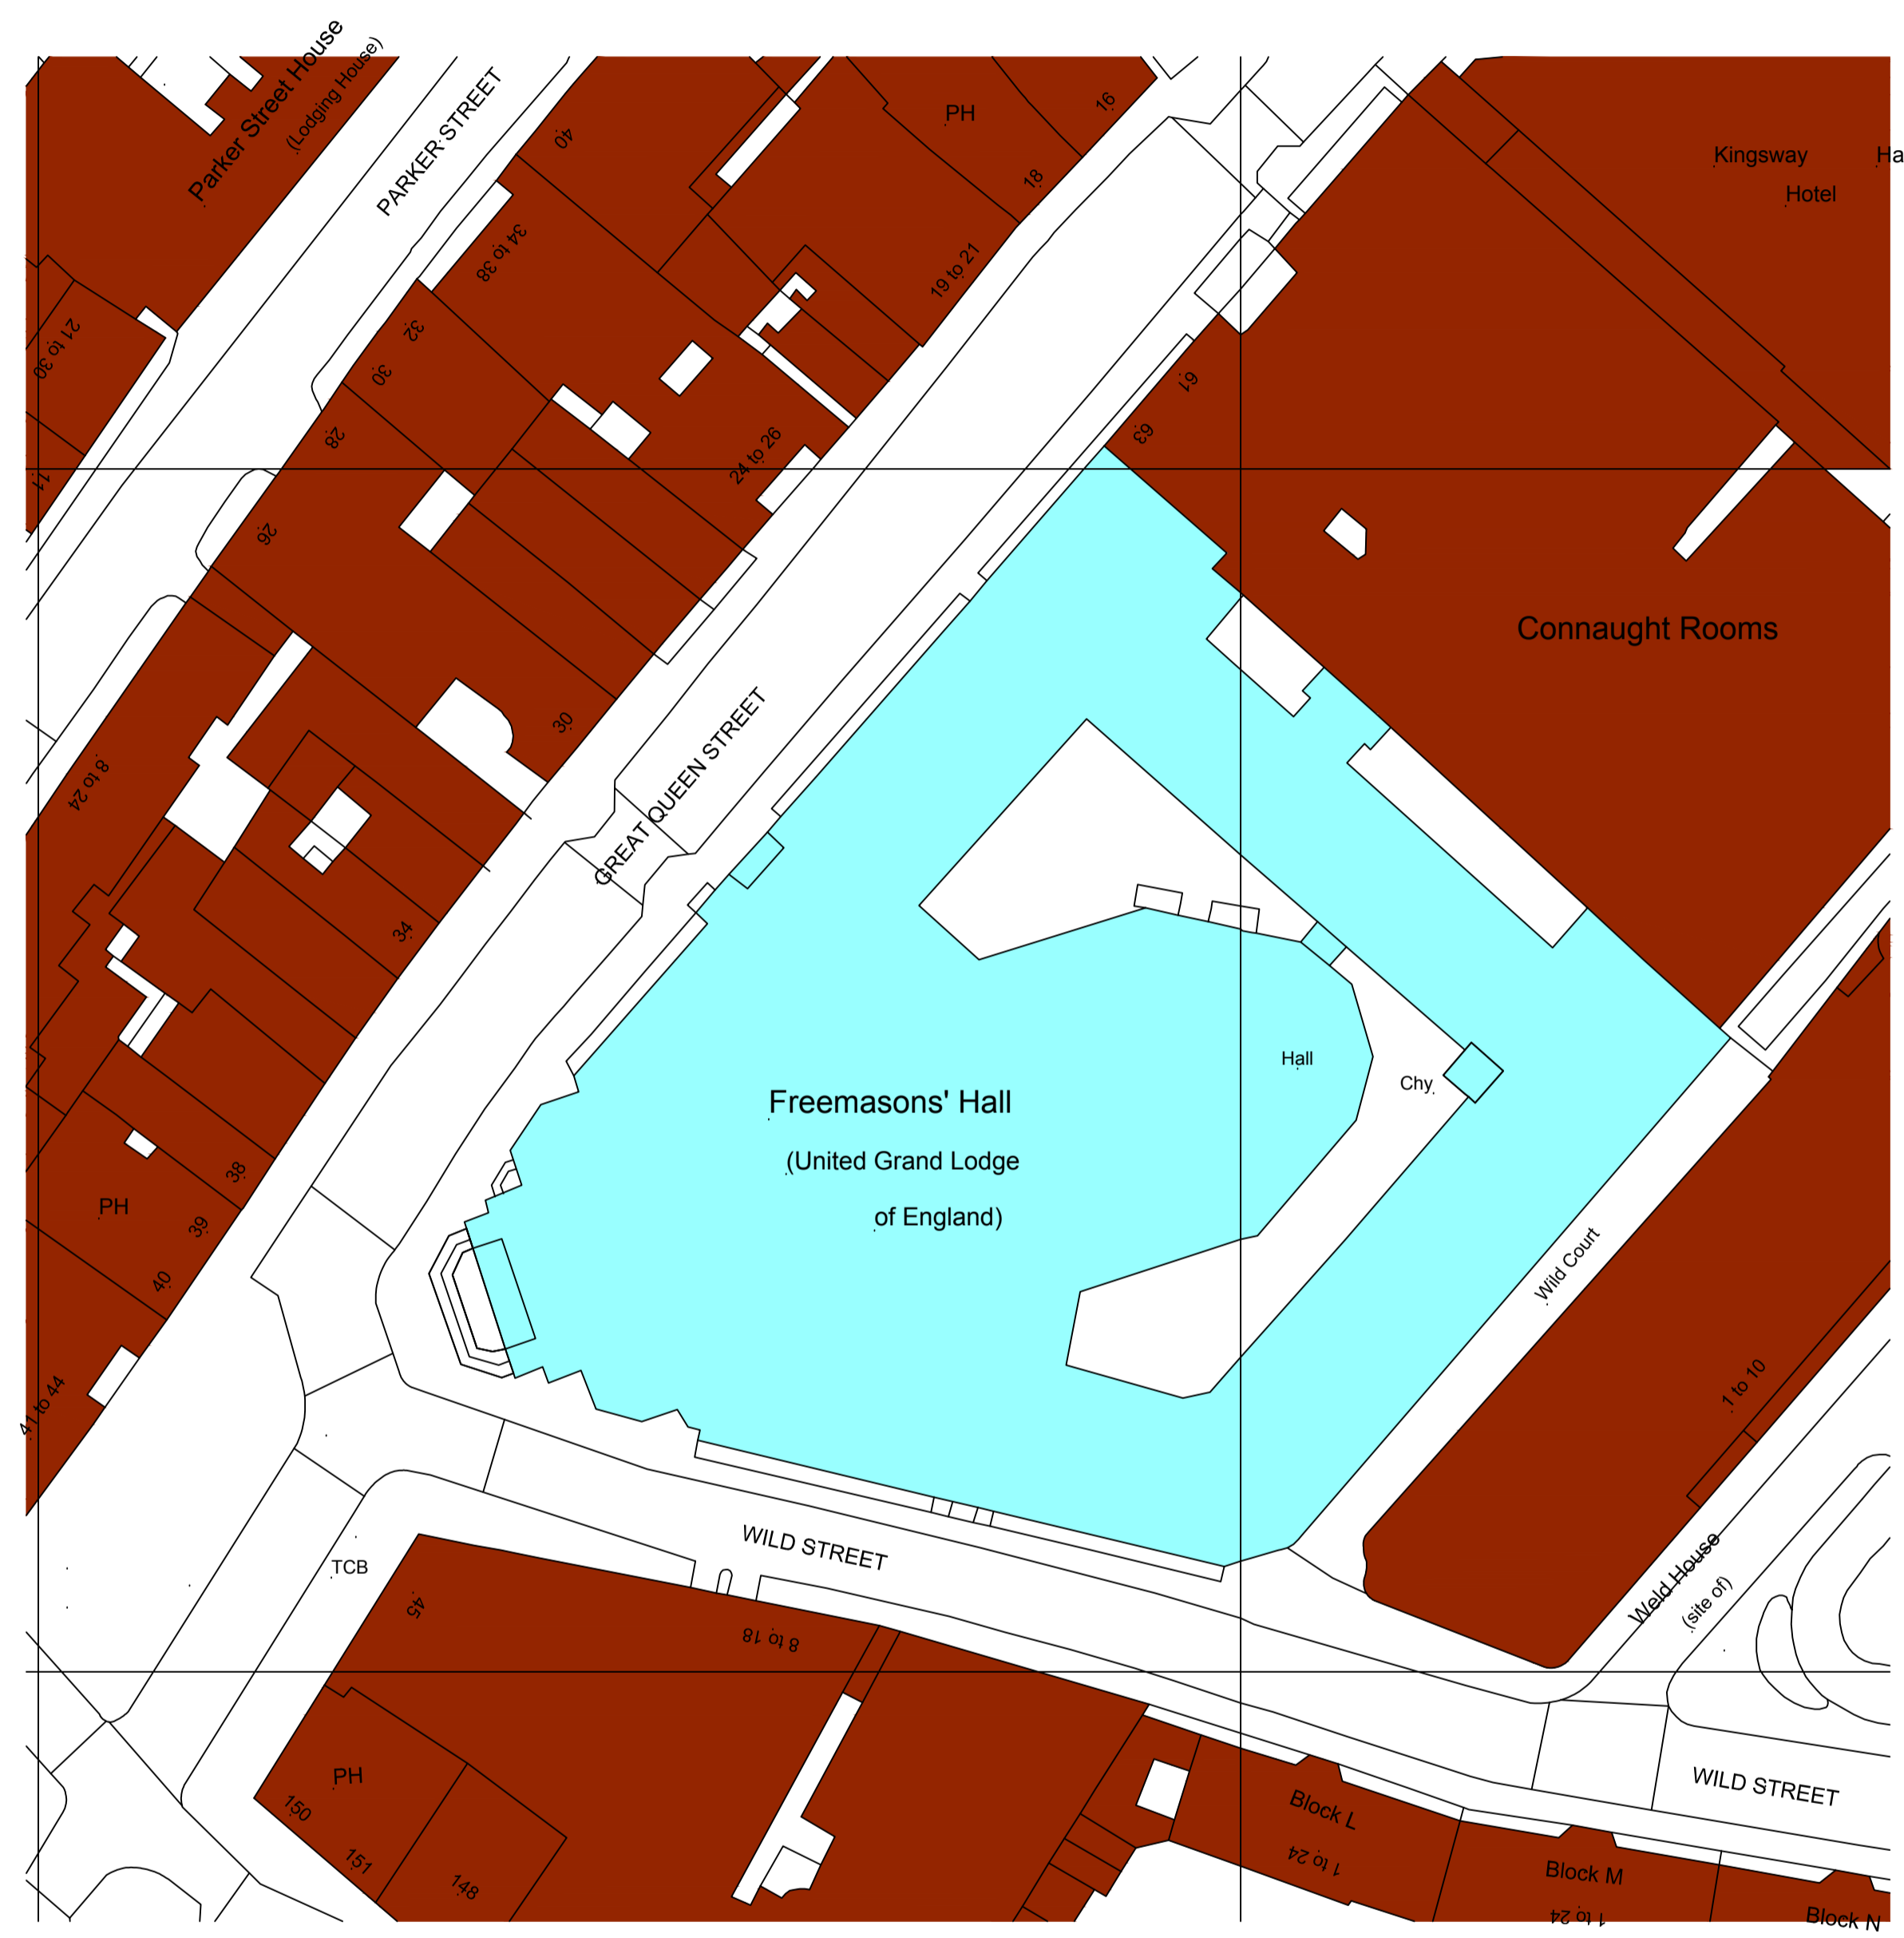 Parker Street House
(Lodging House)
PARKER STREET
40
PH
16
18
Kingsway
Ha
Hotel
34 to 38
19 to 21
32
21 to 30
30
61
28
63
24 to 26
11
26
Connaught Rooms
30
GREAT QUEEN STREET
8 to 24
34
Hall
Chy
Freemasons' Hall
(United Grand Lodge
of England)
38
PH
39
40
Wild Court
41 to 44
1 to 10
WILD STREET
TCB
45
8 to 18
Weld House
(site of)
PH
150
151
148
WILD STREET
Block L
1 to 24
Block M
1 to 24
Block N